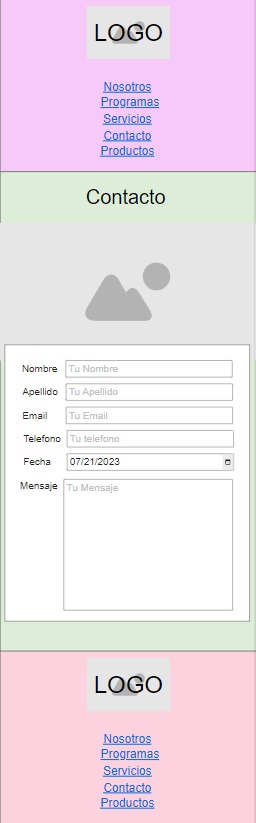 LOGO
Nosotros
Programas
Servicios
Contacto
Productos
Contacto
Nombre Tu Nombre
Apellido Tu Apellido
Email Tu Email
Telefono Tu telefono
Fecha 07/21/2023
Mensaje Tu Mensaje
LOGO
Nosotros
Programas
Servicios
Contacto
Productos